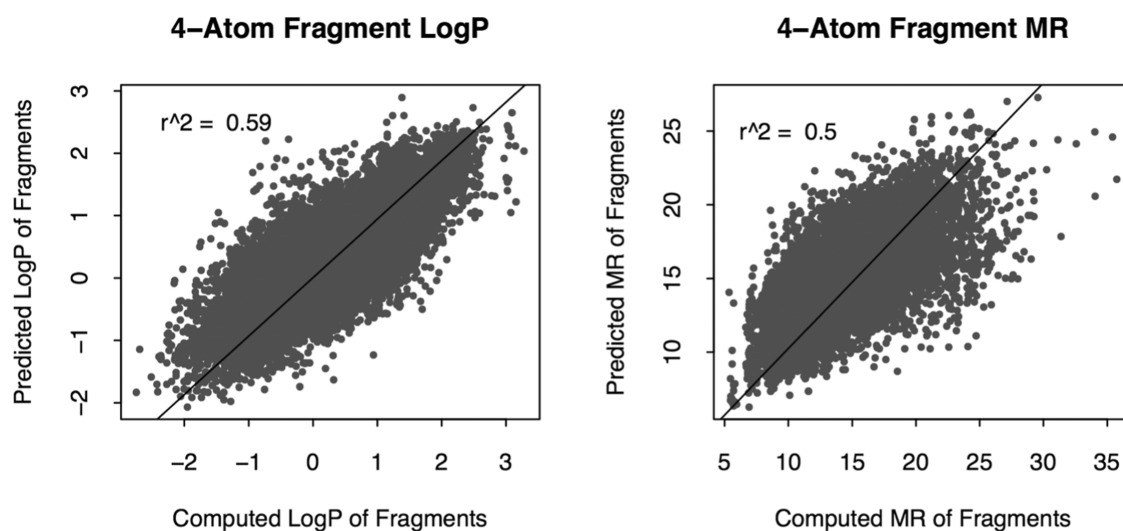 4−Atom Fragment LogP
r^2 = 0.59
Predicted LogP of Fragments
3
2
1
0
−1
−2
−2 −1 0 1 2 3
Computed LogP of Fragments
4−Atom Fragment MR
r^2 = 0.5
Predicted MR of Fragments
25
20
15
10
5 10 15 20 25 30 35
Computed MR of Fragments